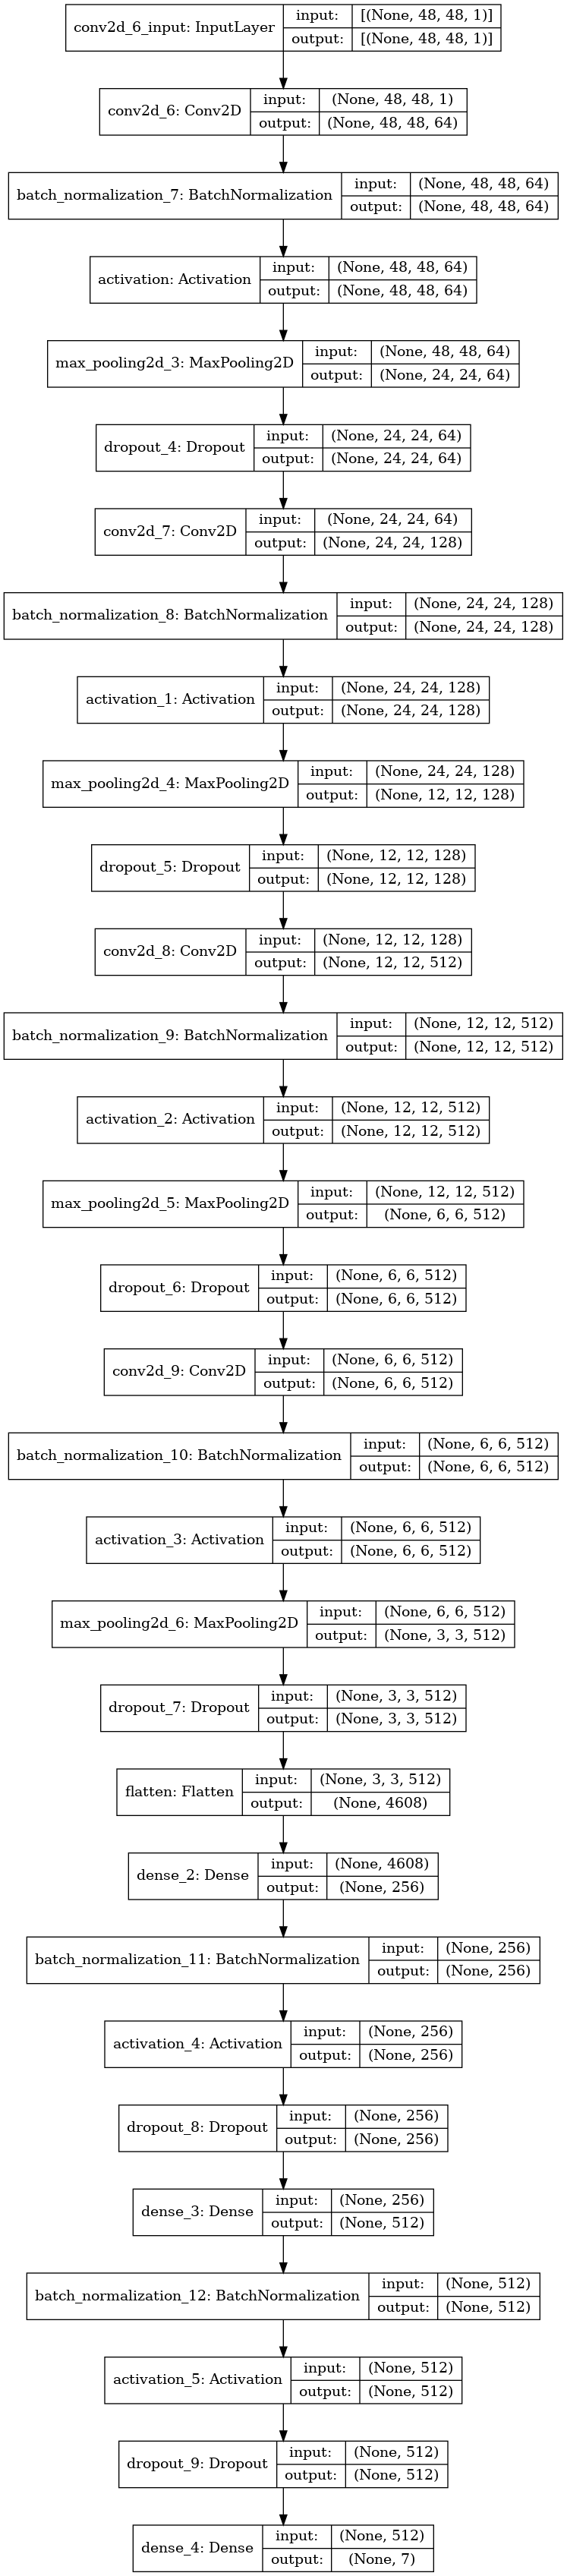 conv2d_6_input: InputLayer
input: [(None, 48, 48, 1)]
output: [(None, 48, 48, 1)]
conv2d_6: Conv2D
input: (None, 48, 48, 1)
output: (None, 48, 48, 64)
batch_normalization_7: BatchNormalization
input: (None, 48, 48, 64)
output: (None, 48, 48, 64)
activation: Activation
input: (None, 48, 48, 64)
output: (None, 48, 48, 64)
max_pooling2d_3: MaxPooling2D
input: (None, 48, 48, 64)
output: (None, 24, 24, 64)
dropout_4: Dropout
input: (None, 24, 24, 64)
output: (None, 24, 24, 64)
conv2d_7: Conv2D
input: (None, 24, 24, 64)
output: (None, 24, 24, 128)
batch_normalization_8: BatchNormalization
input: (None, 24, 24, 128)
output: (None, 24, 24, 128)
activation_1: Activation
input: (None, 24, 24, 128)
output: (None, 24, 24, 128)
max_pooling2d_4: MaxPooling2D
input: (None, 24, 24, 128)
output: (None, 12, 12, 128)
dropout_5: Dropout
input: (None, 12, 12, 128)
output: (None, 12, 12, 128)
conv2d_8: Conv2D
input: (None, 12, 12, 128)
output: (None, 12, 12, 512)
batch_normalization_9: BatchNormalization
input: (None, 12, 12, 512)
output: (None, 12, 12, 512)
activation_2: Activation
input: (None, 12, 12, 512)
output: (None, 12, 12, 512)
max_pooling2d_5: MaxPooling2D
input: (None, 12, 12, 512)
output: (None, 6, 6, 512)
dropout_6: Dropout
input: (None, 6, 6, 512)
output: (None, 6, 6, 512)
conv2d_9: Conv2D
input: (None, 6, 6, 512)
output: (None, 6, 6, 512)
batch_normalization_10: BatchNormalization
input: (None, 6, 6, 512)
output: (None, 6, 6, 512)
activation_3: Activation
input: (None, 6, 6, 512)
output: (None, 6, 6, 512)
max_pooling2d_6: MaxPooling2D
input: (None, 6, 6, 512)
output: (None, 3, 3, 512)
dropout_7: Dropout
input: (None, 3, 3, 512)
output: (None, 3, 3, 512)
flatten: Flatten
input: (None, 3, 3, 512)
output: (None, 4608)
dense_2: Dense
input: (None, 4608)
output: (None, 256)
batch_normalization_11: BatchNormalization
input: (None, 256)
output: (None, 256)
activation_4: Activation
input: (None, 256)
output: (None, 256)
dropout_8: Dropout
input: (None, 256)
output: (None, 256)
dense_3: Dense
input: (None, 256)
output: (None, 512)
batch_normalization_12: BatchNormalization
input: (None, 512)
output: (None, 512)
activation_5: Activation
input: (None, 512)
output: (None, 512)
dropout_9: Dropout
input: (None, 512)
output: (None, 512)
dense_4: Dense
input: (None, 512)
output: (None, 7)